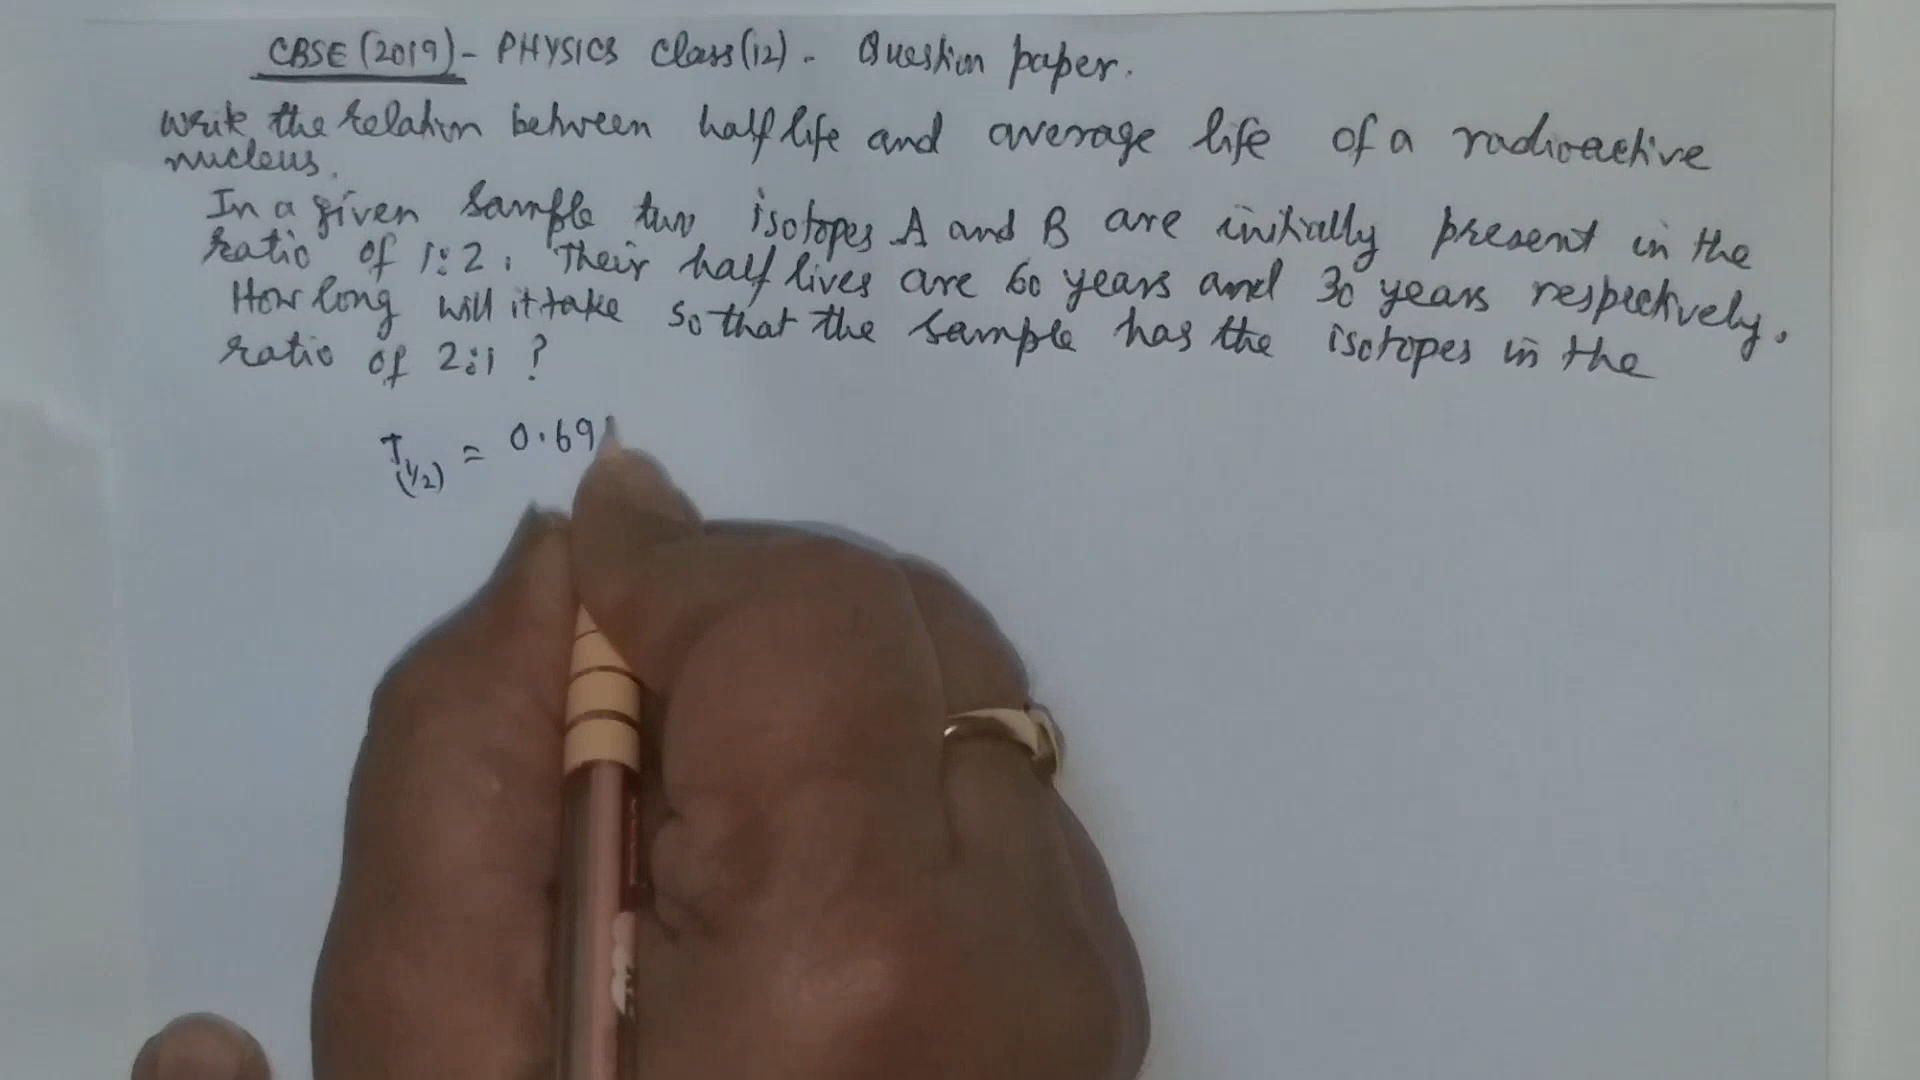 CBSE (2019) - PHYSICS Class (12) - Question paper.
Write the relation between half life and average life of a radioactive
nucleus.
In a given sample two isotopes A and B are initially present in the
ratio of 1:2. Their half lives are 60 years and 30 years respectively.
How long will it take so that the sample has the isotopes in the
ratio of 2:1 ?
T(1/2) = 0.69